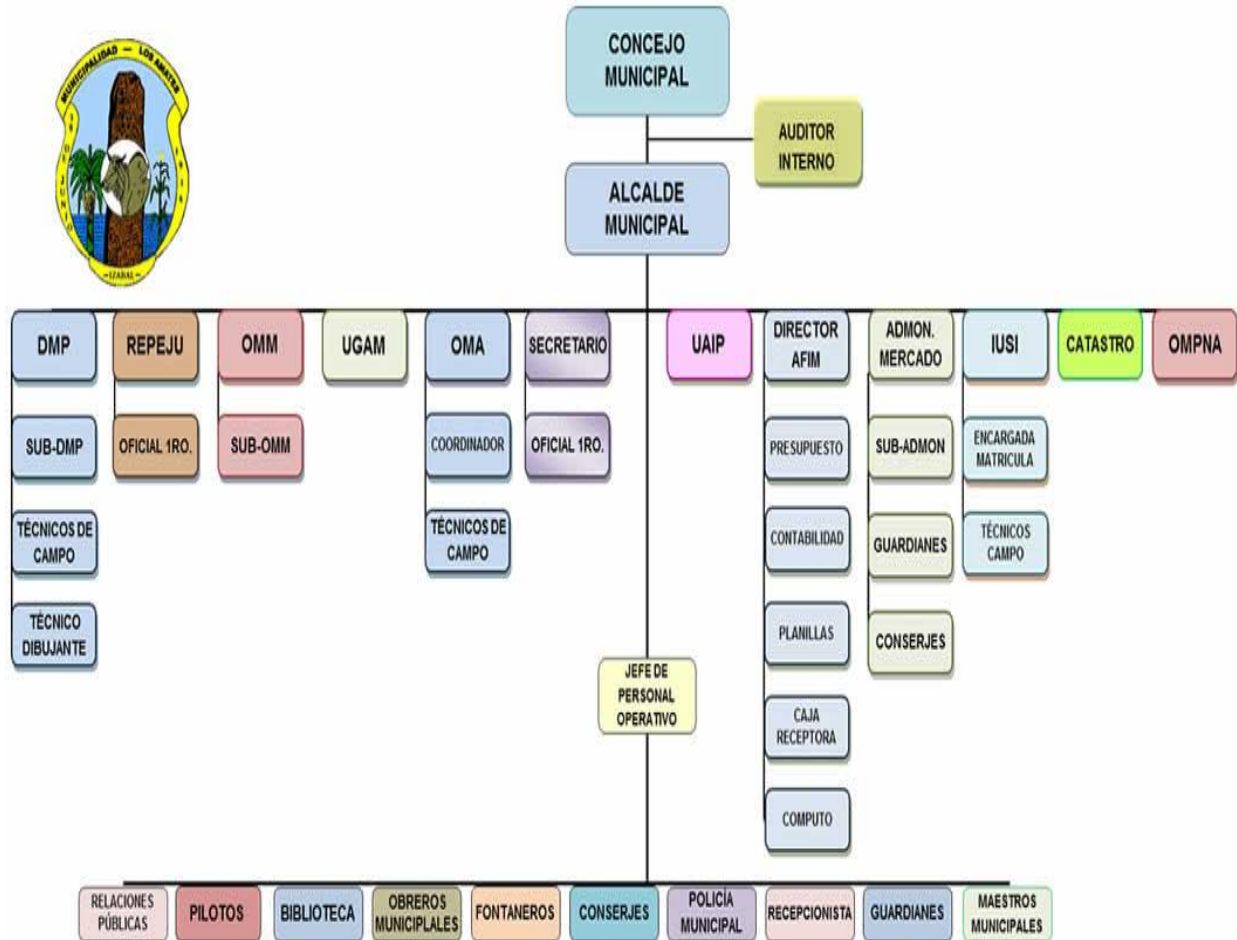 CONCEJO
MUNICIPAL
MUNICIPALIDAD — LOS AMATES
IZABAL
AUDITOR
INTERNO
ALCALDE
MUNICIPAL
DMP
REPEJU
OMM
UGAM
OMA
SECRETARIO
UAIP
DIRECTOR
AFIM
ADMON.
MERCADO
IUSI
CATASTRO
OMPNA
SUB-DMP
OFICIAL 1RO.
SUB-OMM
COORDINADOR
OFICIAL 1RO.
PRESUPUESTO
SUB-ADMON
ENCARGADA
MATRICULA
TÉCNICOS DE
CAMPO
TÉCNICOS DE
CAMPO
CONTABILIDAD
GUARDIANES
TÉCNICOS
CAMPO
TÉCNICO
DIBUJANTE
PLANILLAS
CONSERJES
JEFE DE
PERSONAL
OPERATIVO
CAJA
RECEPTORA
COMPUTO
RELACIONES
PÚBLICAS
PILOTOS
BIBLIOTECA
OBREROS
MUNICIPLALES
FONTANEROS
CONSERJES
POLICÍA
MUNICIPAL
RECEPCIONISTA
GUARDIANES
MAESTROS
MUNICIPALES